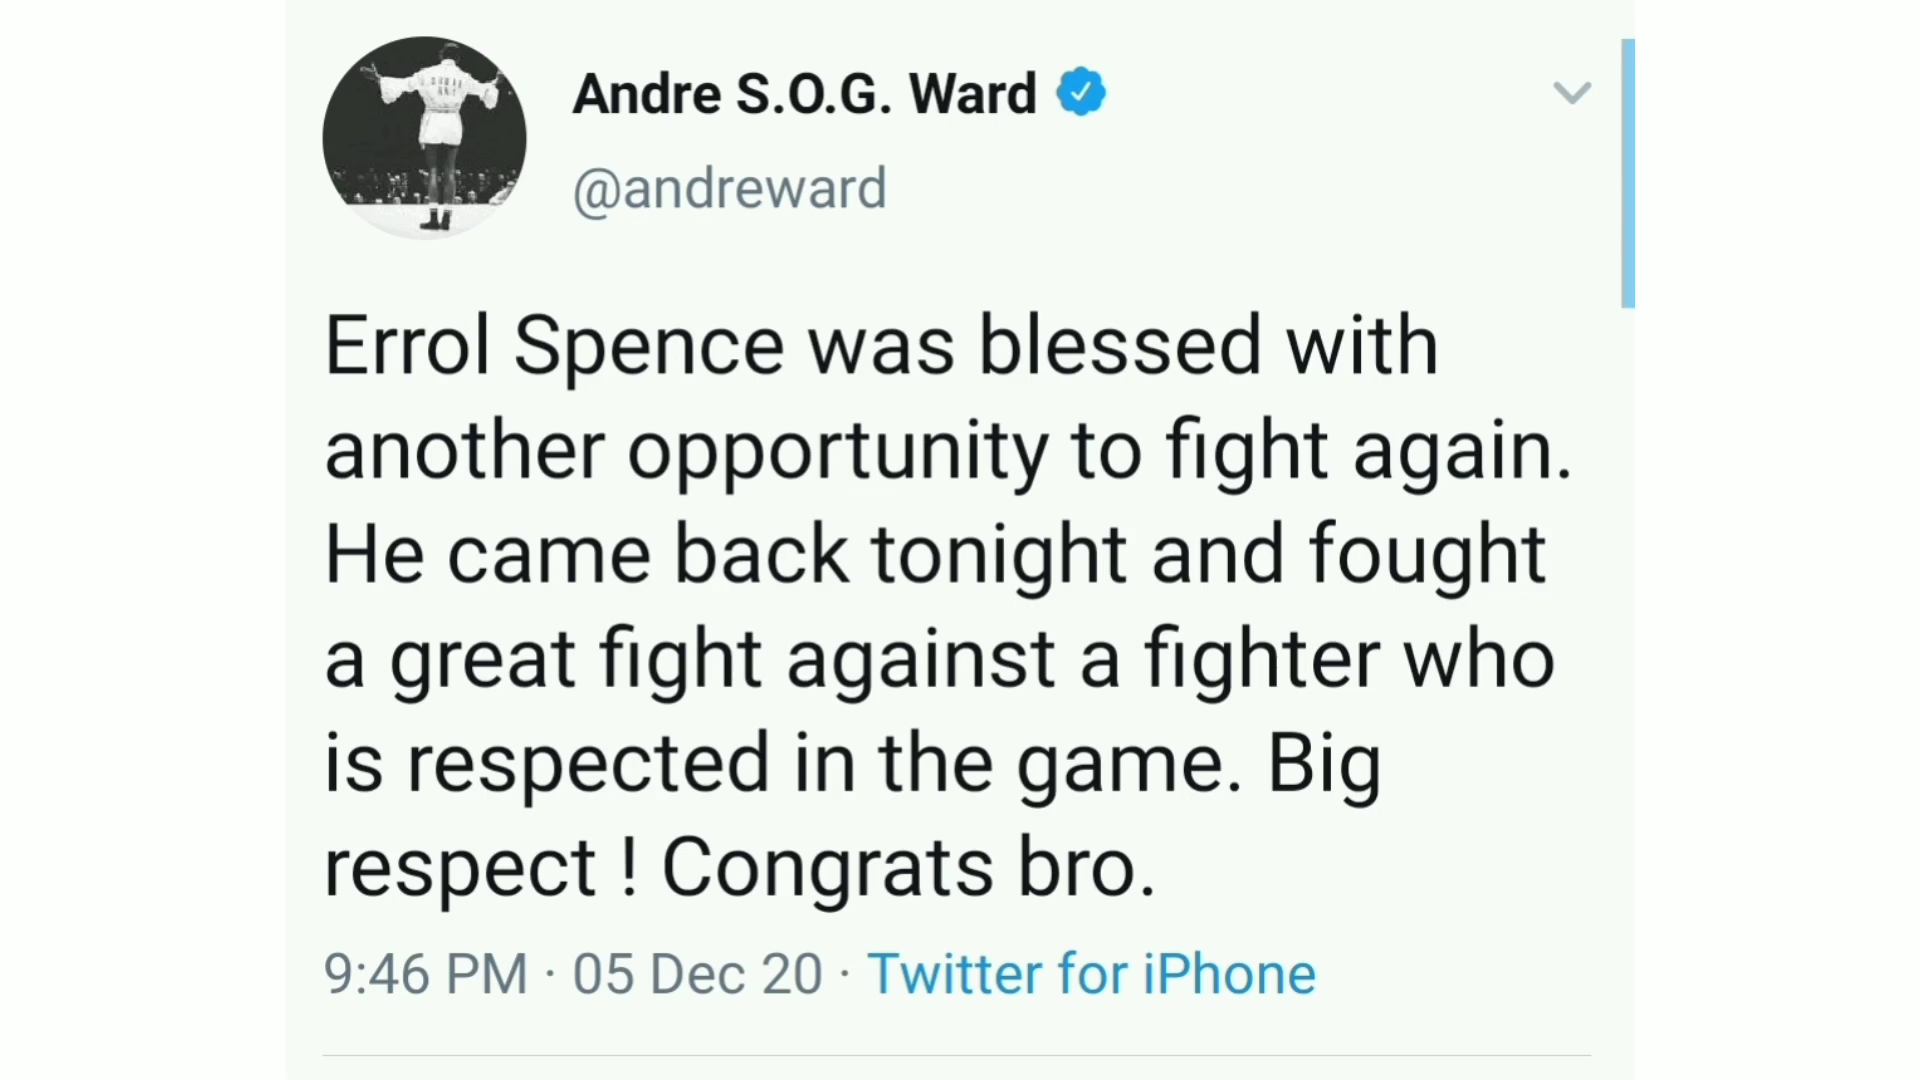 Andre S.O.G. Ward
@andreward
Errol Spence was blessed with
another opportunity to fight again.
He came back tonight and fought
a great fight against a fighter who
is respected in the game. Big
respect ! Congrats bro.
9:46 PM · 05 Dec 20 · Twitter for iPhone